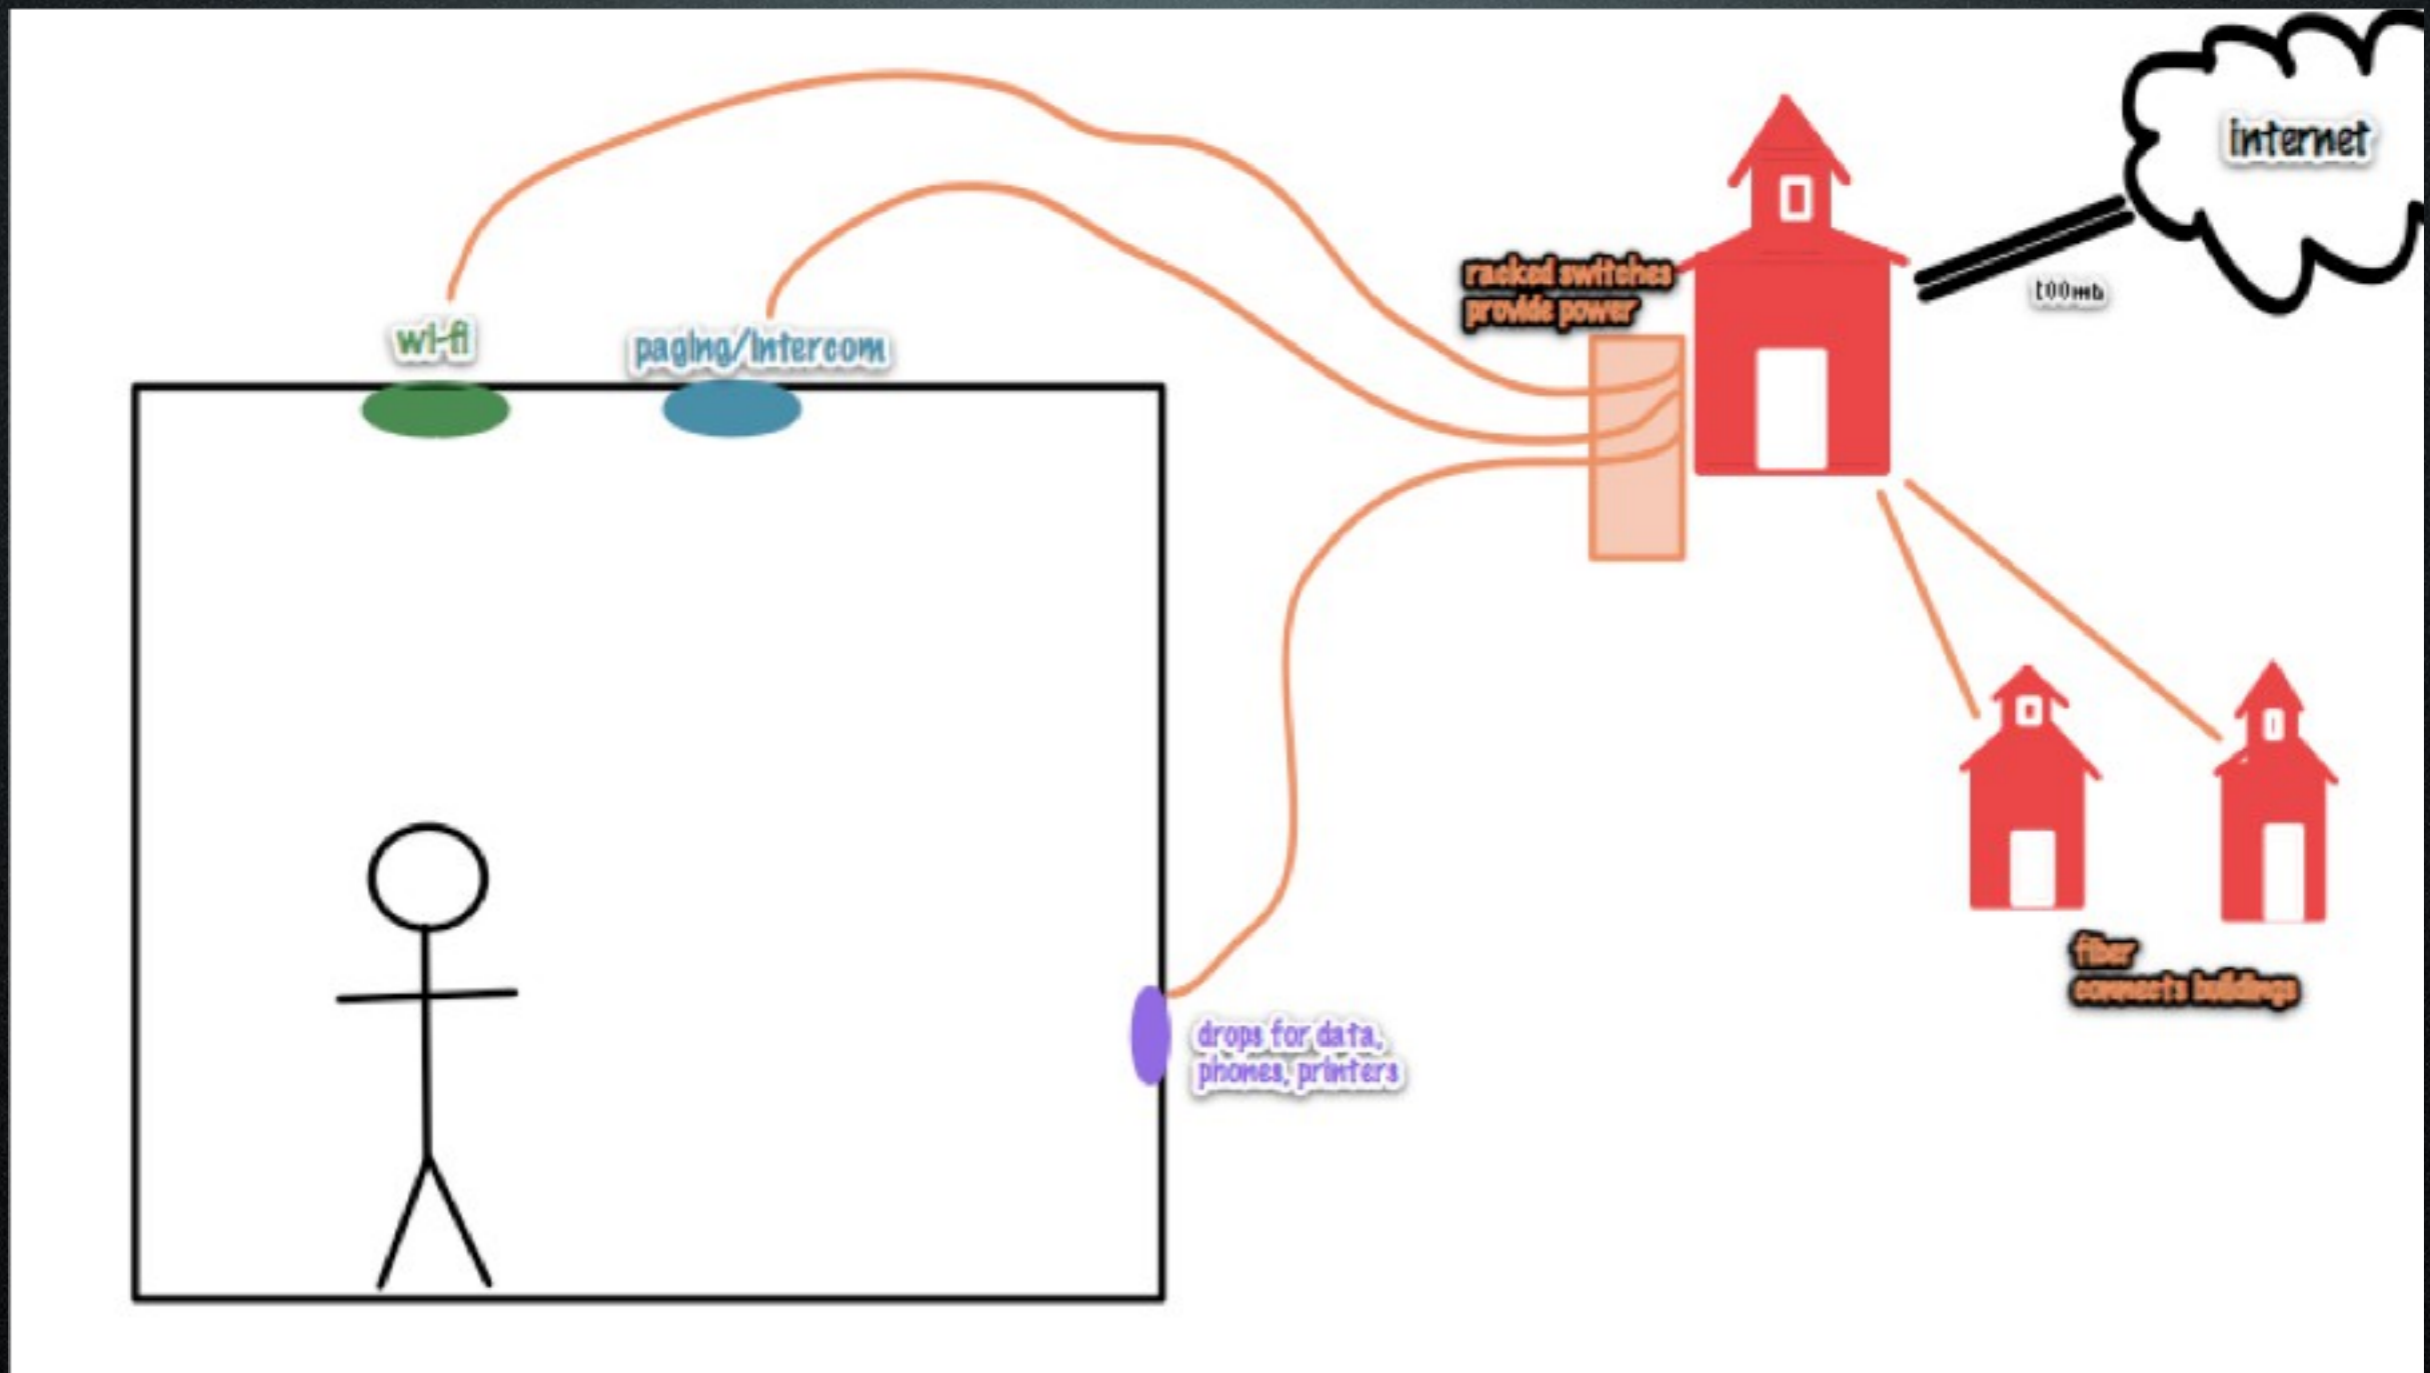 internet
100mb
racked switches
provide power
wi-fi
paging/intercom
fiber
connects buildings
drops for data,
phones, printers